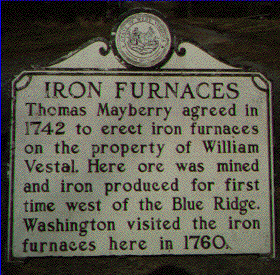 IRON FURNACES
Thomas Mayberry agreed in
1742 to erect iron furnaces
on the property of William
Vestal. Here ore was mined
and iron produced for first
time west of the Blue Ridge.
Washington visited the iron
furnaces here in 1760.